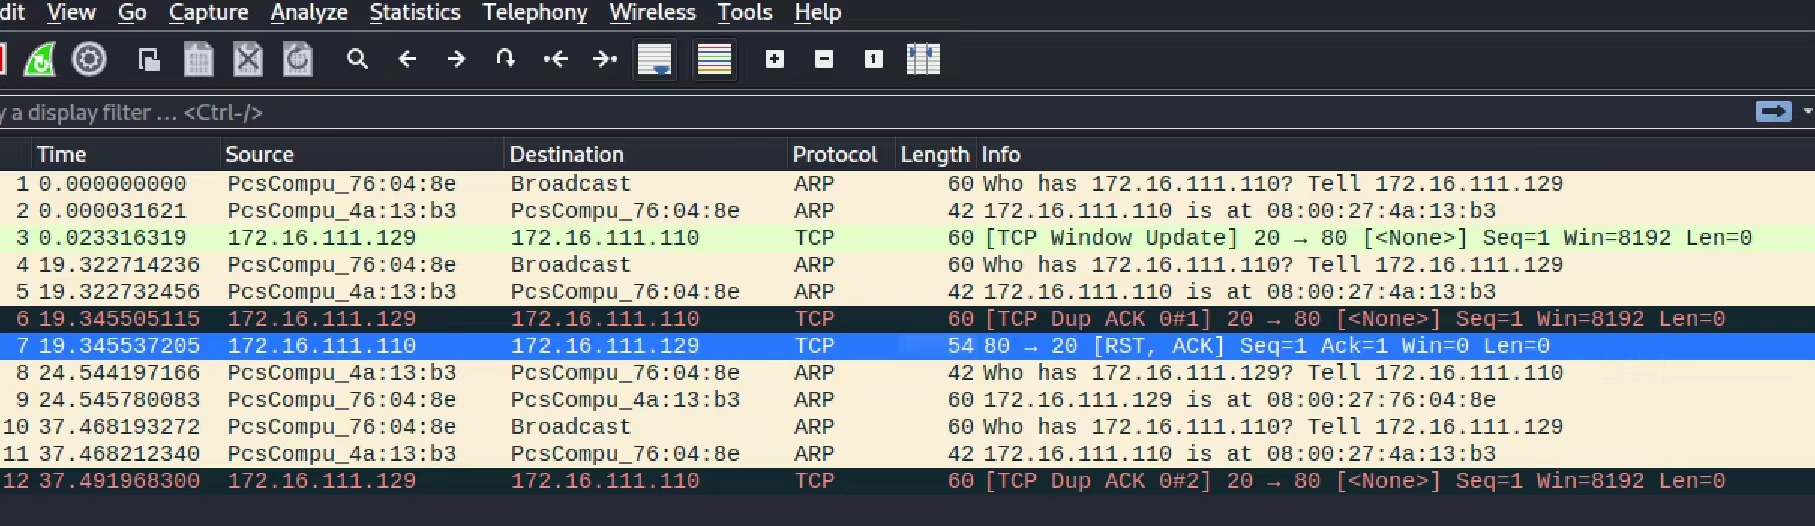 dit View Go Capture Analyze Statistics Telephony Wireless Tools Help
y a display filter … <Ctrl-/>
Time Source Destination Protocol Length Info
1 0.000000000 PcsCompu_76:04:8e Broadcast ARP 60 Who has 172.16.111.110? Tell 172.16.111.129
2 0.000031621 PcsCompu_4a:13:b3 PcsCompu_76:04:8e ARP 42 172.16.111.110 is at 08:00:27:4a:13:b3
3 0.023316319 172.16.111.129 172.16.111.110 TCP 60 [TCP Window Update] 20 → 80 [<None>] Seq=1 Win=8192 Len=0
4 19.322714236 PcsCompu_76:04:8e Broadcast ARP 60 Who has 172.16.111.110? Tell 172.16.111.129
5 19.322732456 PcsCompu_4a:13:b3 PcsCompu_76:04:8e ARP 42 172.16.111.110 is at 08:00:27:4a:13:b3
6 19.345505115 172.16.111.129 172.16.111.110 TCP 60 [TCP Dup ACK 0#1] 20 → 80 [<None>] Seq=1 Win=8192 Len=0
7 19.345537205 172.16.111.110 172.16.111.129 TCP 54 80 → 20 [RST, ACK] Seq=1 Ack=1 Win=0 Len=0
8 24.544197166 PcsCompu_4a:13:b3 PcsCompu_76:04:8e ARP 42 Who has 172.16.111.129? Tell 172.16.111.110
9 24.545780083 PcsCompu_76:04:8e PcsCompu_4a:13:b3 ARP 60 172.16.111.129 is at 08:00:27:76:04:8e
10 37.468193272 PcsCompu_76:04:8e Broadcast ARP 60 Who has 172.16.111.110? Tell 172.16.111.129
11 37.468212340 PcsCompu_4a:13:b3 PcsCompu_76:04:8e ARP 42 172.16.111.110 is at 08:00:27:4a:13:b3
12 37.491968300 172.16.111.129 172.16.111.110 TCP 60 [TCP Dup ACK 0#2] 20 → 80 [<None>] Seq=1 Win=8192 Len=0